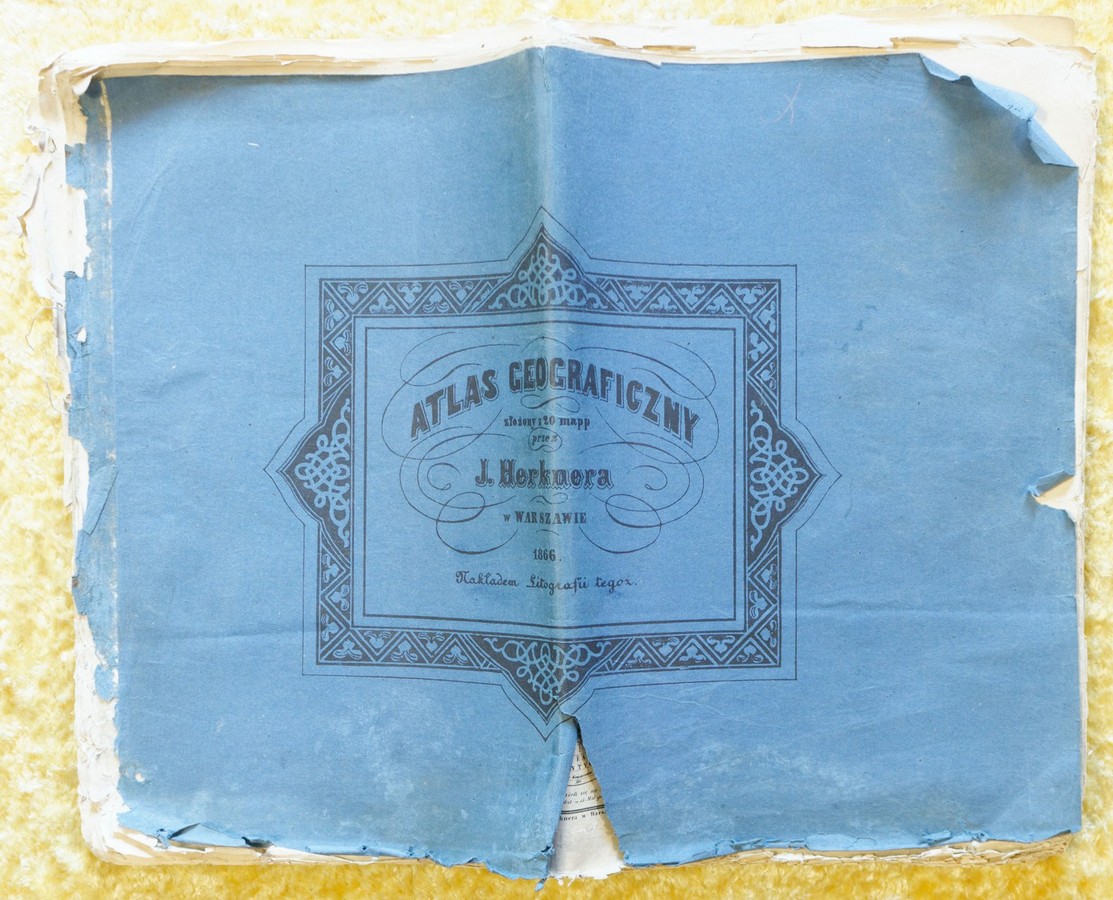 ATLAS GEOGRAFICZNY
złożony z 20 mapp
przez
J. Herknera
w WARSZAWIE
1866.
Nakładem Litografii tegoż.